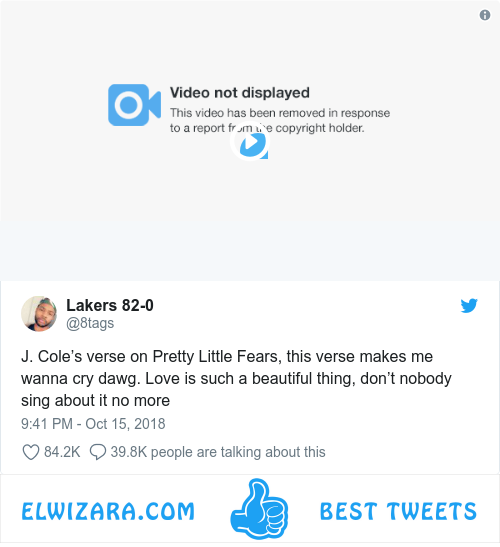 Video not displayed
This video has been removed in response
to a report from the copyright holder.
Lakers 82-0
@8tags
J. Cole’s verse on Pretty Little Fears, this verse makes me
wanna cry dawg. Love is such a beautiful thing, don’t nobody
sing about it no more
9:41 PM - Oct 15, 2018
84.2K 39.8K people are talking about this
ELWIZARA.COM BEST TWEETS